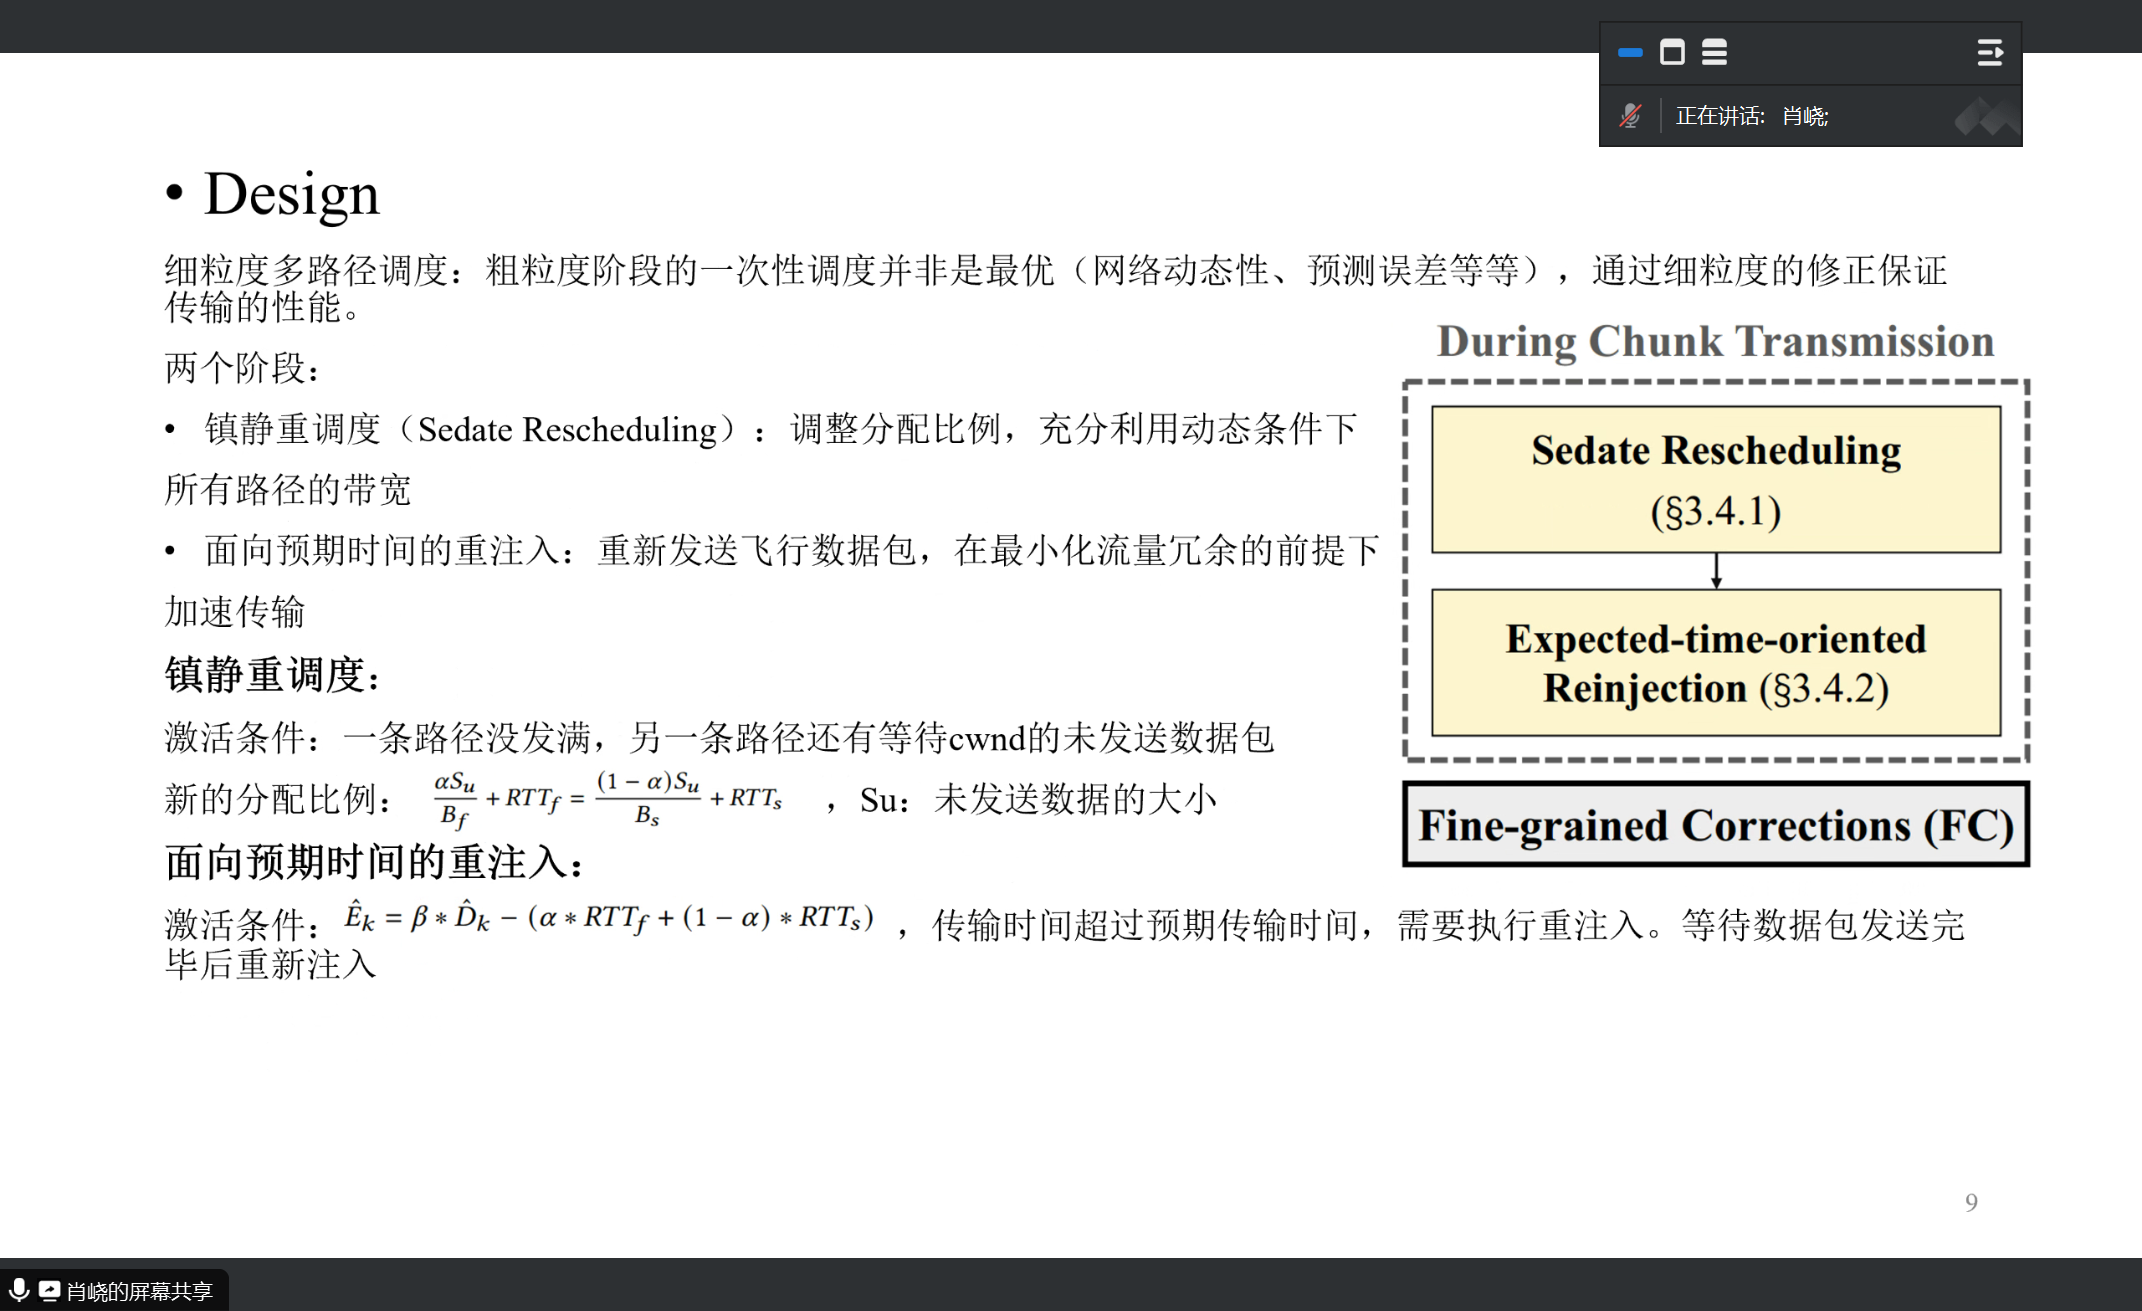 正在讲话: 肖峣;
• Design
细粒度多路径调度：粗粒度阶段的一次性调度并非是最优（网络动态性、预测误差等等），通过细粒度的修正保证
传输的性能。
两个阶段：
• 镇静重调度（Sedate Rescheduling）：调整分配比例，充分利用动态条件下
所有路径的带宽
• 面向预期时间的重注入：重新发送飞行数据包，在最小化流量冗余的前提下
加速传输
镇静重调度：
激活条件：一条路径没发满，另一条路径还有等待cwnd的未发送数据包
新的分配比例： αS_u/B_f + RTT_f = (1 − α)S_u/B_s + RTT_s ，Su：未发送数据的大小
面向预期时间的重注入：
激活条件：Ê_k = β ∗ D̂_k − (α ∗ RTT_f + (1 − α) ∗ RTT_s) ，传输时间超过预期传输时间，需要执行重注入。等待数据包发送完
毕后重新注入
During Chunk Transmission
Sedate Rescheduling
(§3.4.1)
Expected-time-oriented
Reinjection (§3.4.2)
Fine-grained Corrections (FC)
9
肖峣的屏幕共享